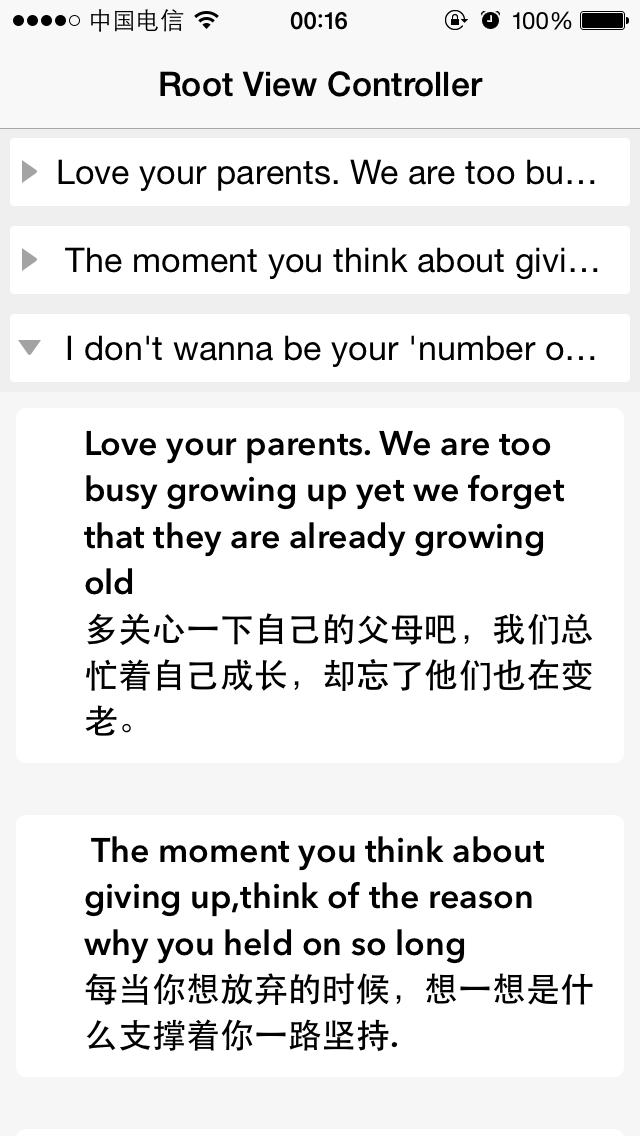 中国电信 00:16 100%
Root View Controller
Love your parents. We are too bu...
The moment you think about givi...
I don't wanna be your 'number o...
Love your parents. We are too
busy growing up yet we forget
that they are already growing
old
多关心一下自己的父母吧，我们总
忙着自己成长，却忘了他们也在变
老。
The moment you think about
giving up,think of the reason
why you held on so long
每当你想放弃的时候，想一想是什
么支撑着你一路坚持.